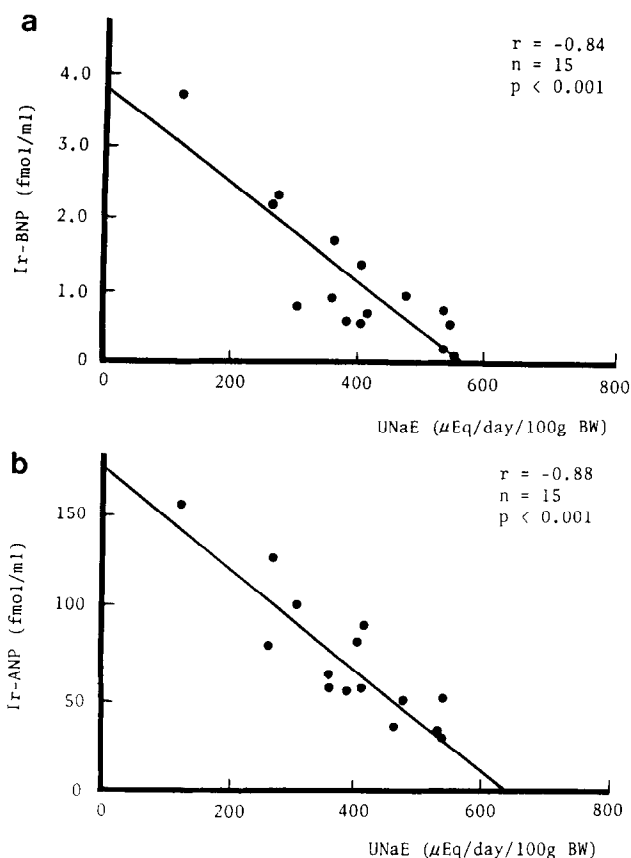 a
r = -0.84
n = 15
p < 0.001
4.0
3.0
2.0
1.0
0
Ir-BNP (fmol/ml)
0 200 400 600 800
UNaE (μEq/day/100g BW)
b
r = -0.88
n = 15
p < 0.001
150
100
50
0
Ir-ANP (fmol/ml)
0 200 400 600 800
UNaE (μEq/day/100g BW)